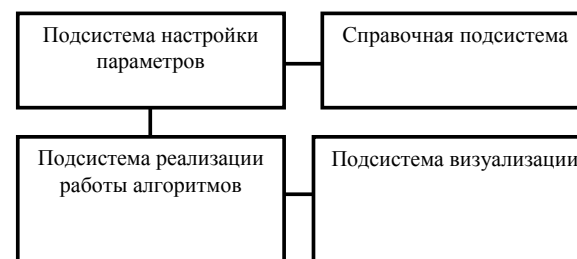 Подсистема настройки
параметров
Справочная подсистема
Подсистема реализации
работы алгоритмов
Подсистема визуализации